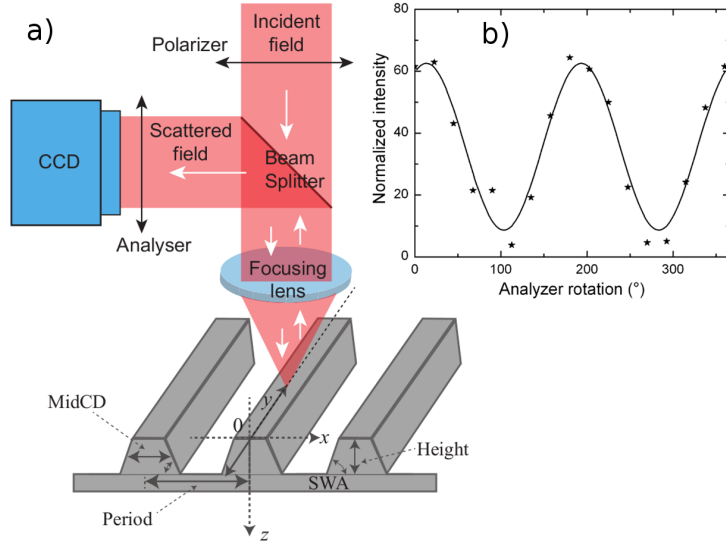 a)
Incident
field
Polarizer
CCD
Scattered
field
Beam
Splitter
Analyser
Focusing
lens
MidCD
0
y
x
Height
SWA
Period
z
b)
Normalized intensity
80
60
40
20
0
0
100
200
300
Analyzer rotation (°)